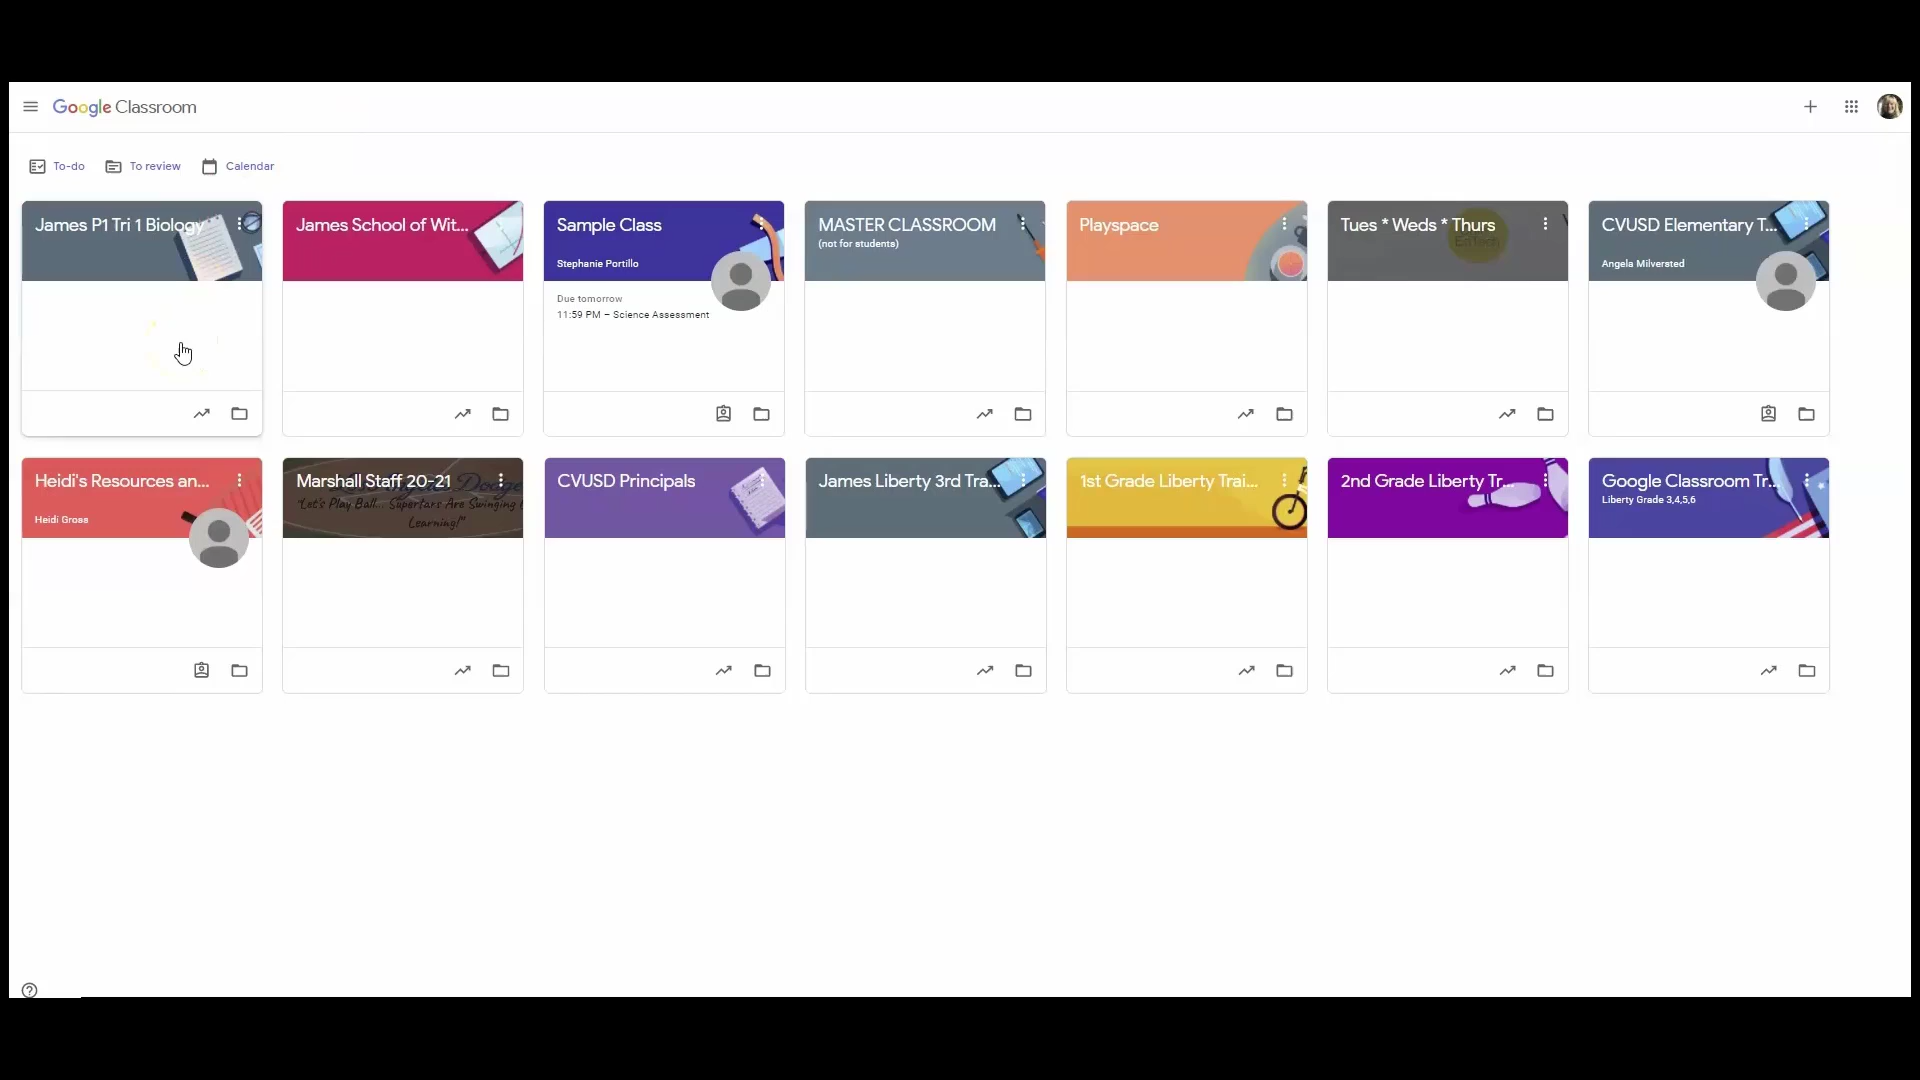 Google Classroom
To-do To review Calendar
James P1 Tri 1 Biology
James School of Wit...
Sample Class
Stephanie Portillo
Due tomorrow
11:59 PM – Science Assessment
MASTER CLASSROOM
(not for students)
Playspace
Tues * Weds * Thurs
EdTech
CVUSD Elementary T...
Angela Milversted
Heidi's Resources an...
Heidi Gross
Marshall Staff 20-21
"Let's Play Ball... Superstars Are Swinging
Learning!"
CVUSD Principals
James Liberty 3rd Tra...
1st Grade Liberty Trai...
2nd Grade Liberty Tr...
Google Classroom Tr...
Liberty Grade 3,4,5,6